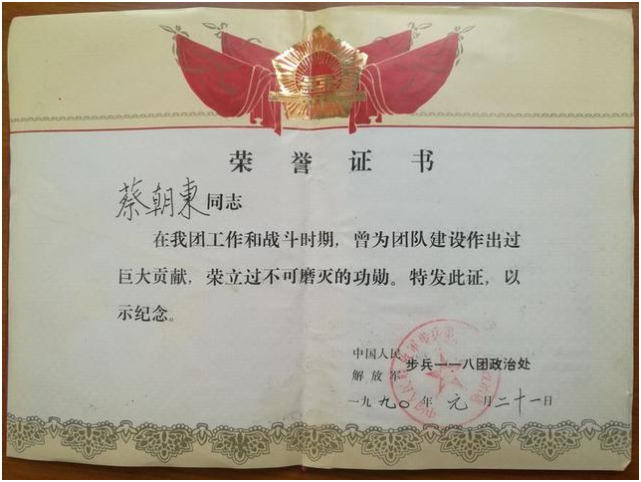 荣誉证书
蔡朝東同志
在我团工作和战斗时期，曾为团队建设作出过
巨大贡献，荣立过不可磨灭的功勋。特发此证，以
示纪念。
中国人民
解放军
步兵一一八团政治处
一九九〇年元月二十一日